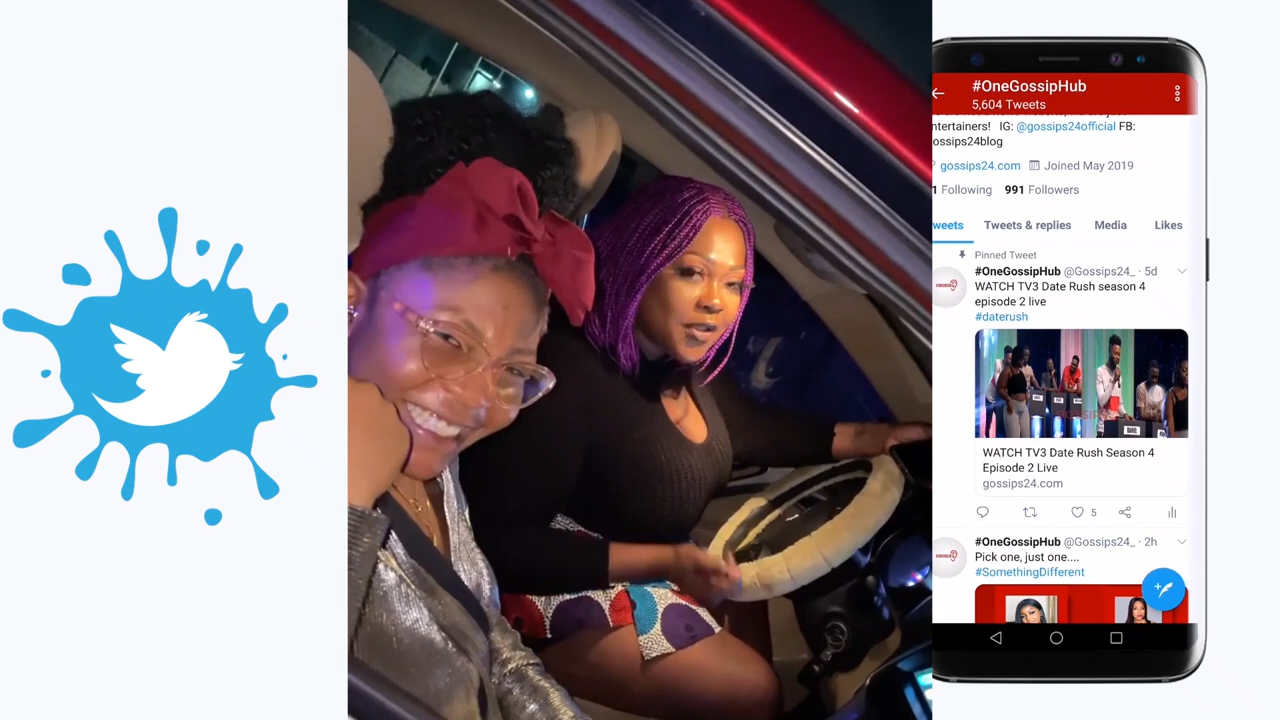 #OneGossipHub
5,604 Tweets
ntertainers! IG: @gossips24official FB:
ossips24blog
gossips24.com Joined May 2019
1 Following 991 Followers
weets Tweets & replies Media Likes
Pinned Tweet
#OneGossipHub @Gossips24_ · 5d
WATCH TV3 Date Rush season 4
episode 2 live
#daterush
WATCH TV3 Date Rush Season 4
Episode 2 Live
gossips24.com
5
#OneGossipHub @Gossips24_ · 2h
Pick one, just one....
#SomethingDifferent